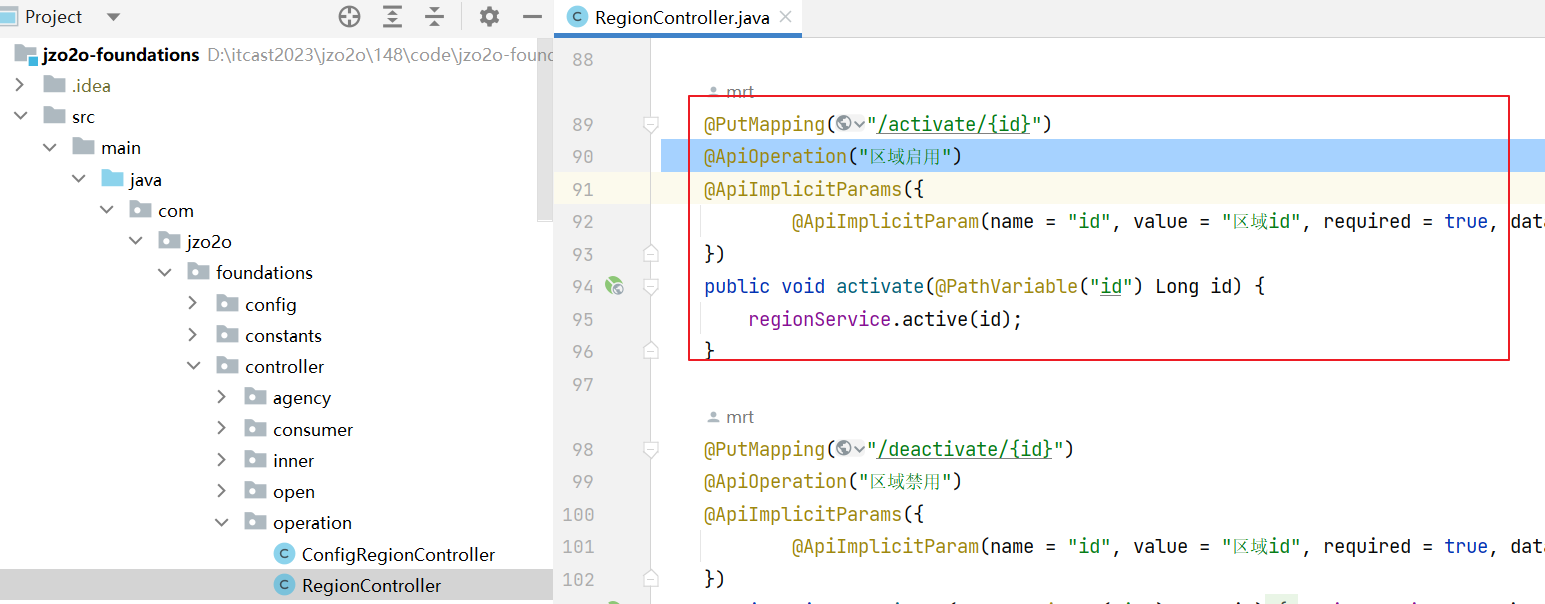 Project
jzo2o-foundations D:\itcast2023\jzo2o\148\code\jzo2o-found
.idea
src
main
java
com
jzo2o
foundations
config
constants
controller
agency
consumer
inner
open
operation
ConfigRegionController
RegionController
RegionController.java
88
mrt
89 @PutMapping("/activate/{id}")
90 @ApiOperation("区域启用")
91 @ApiImplicitParams({
92 @ApiImplicitParam(name = "id", value = "区域id", required = true, data
93 })
94 public void activate(@PathVariable("id") Long id) {
95 regionService.active(id);
96 }
97
mrt
98 @PutMapping("/deactivate/{id}")
99 @ApiOperation("区域禁用")
100 @ApiImplicitParams({
101 @ApiImplicitParam(name = "id", value = "区域id", required = true, data
102 })